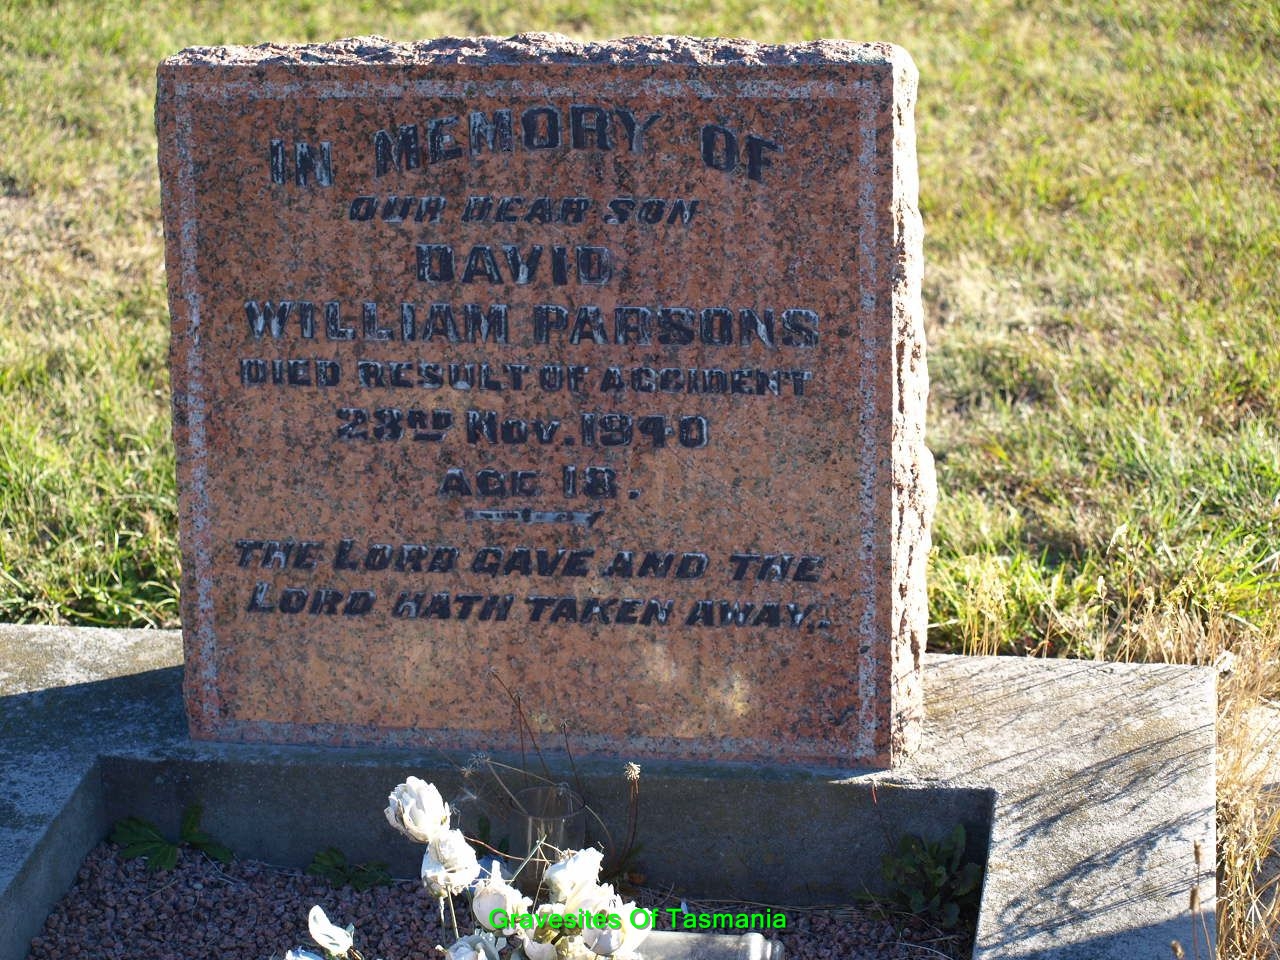 IN MEMORY OF
OUR DEAR SON
DAVID
WILLIAM PARSONS
DIED RESULT OF ACCIDENT
23RD NOV. 1940
AGE 18.
THE LORD GAVE AND THE
LORD HATH TAKEN AWAY.
Gravesites Of Tasmania